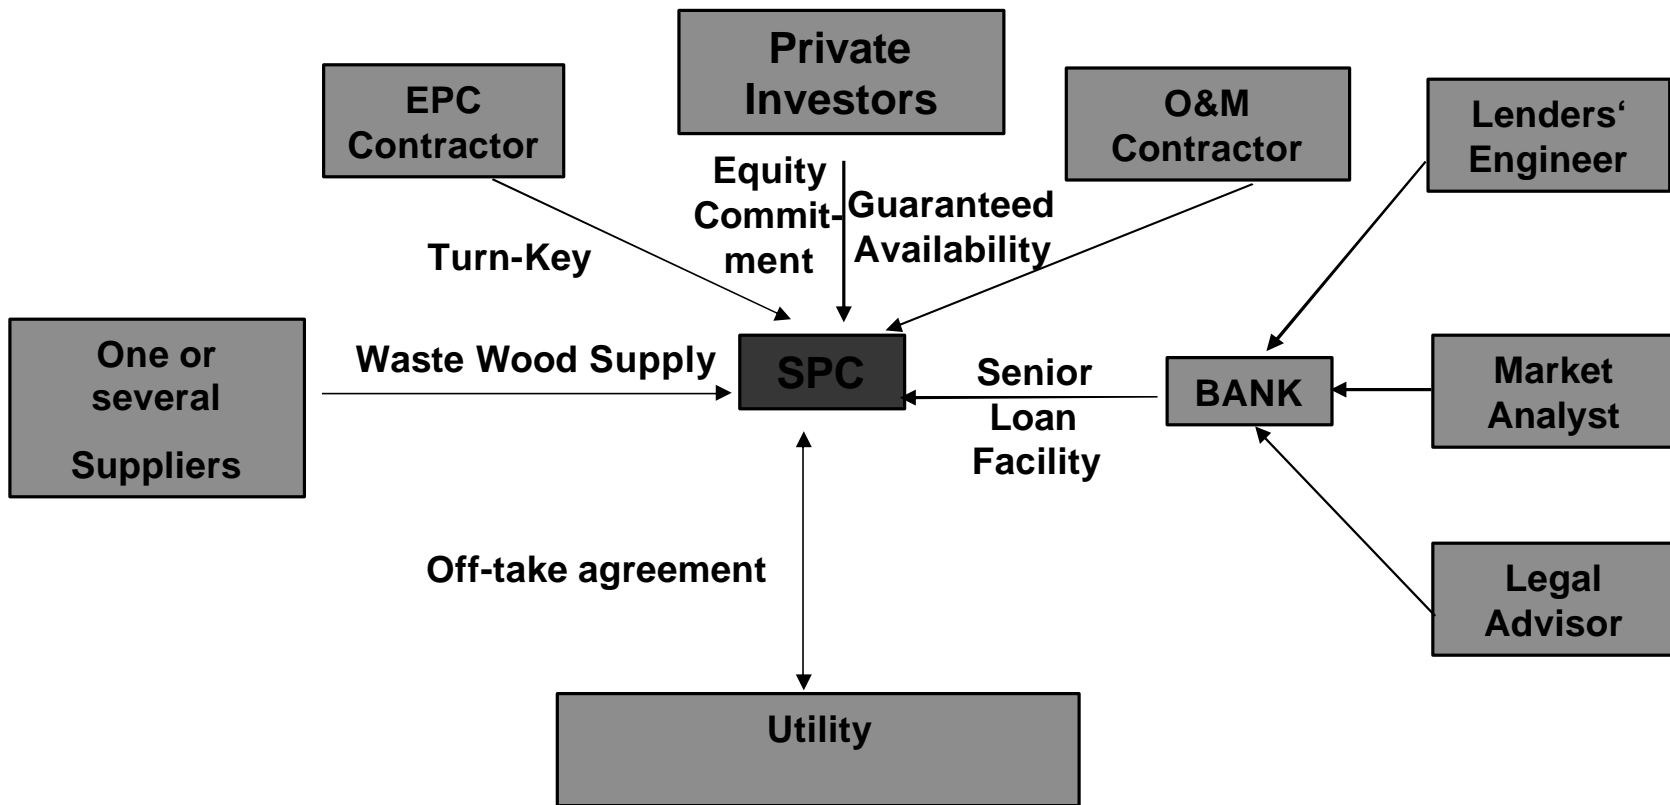 Private
Investors
EPC
Contractor
O&M
Contractor
Lenders‘
Engineer
Equity
Commit-
ment
Guaranteed
Availability
Turn-Key
One or
several
Suppliers
Waste Wood Supply
SPC
Senior
Loan
Facility
BANK
Market
Analyst
Off-take agreement
Legal
Advisor
Utility